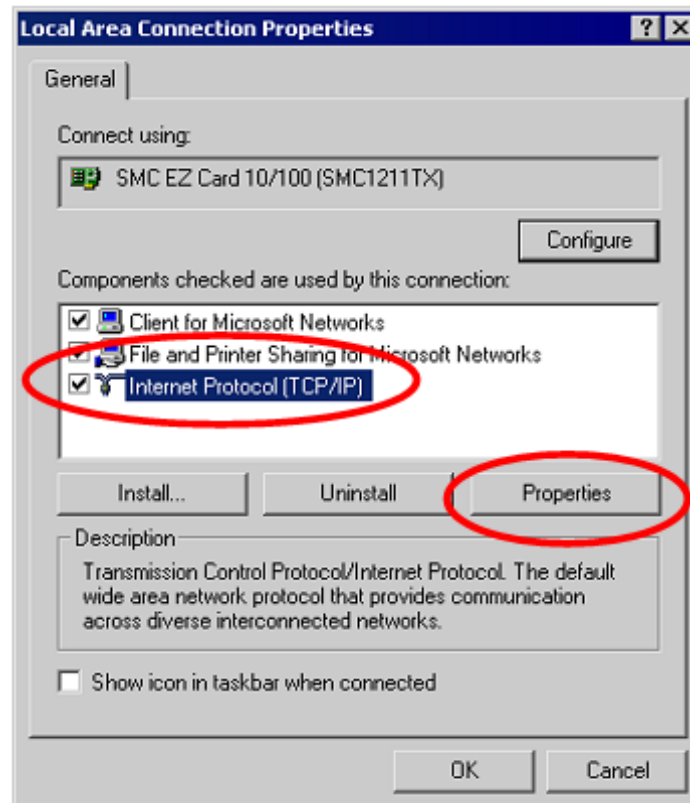 Local Area Connection Properties
General
Connect using:
SMC EZ Card 10/100 (SMC1211TX)
Configure
Components checked are used by this connection:
Client for Microsoft Networks
File and Printer Sharing for Microsoft Networks
Internet Protocol (TCP/IP)
Install... Uninstall Properties
Description
Transmission Control Protocol/Internet Protocol. The default
wide area network protocol that provides communication
across diverse interconnected networks.
Show icon in taskbar when connected
OK Cancel